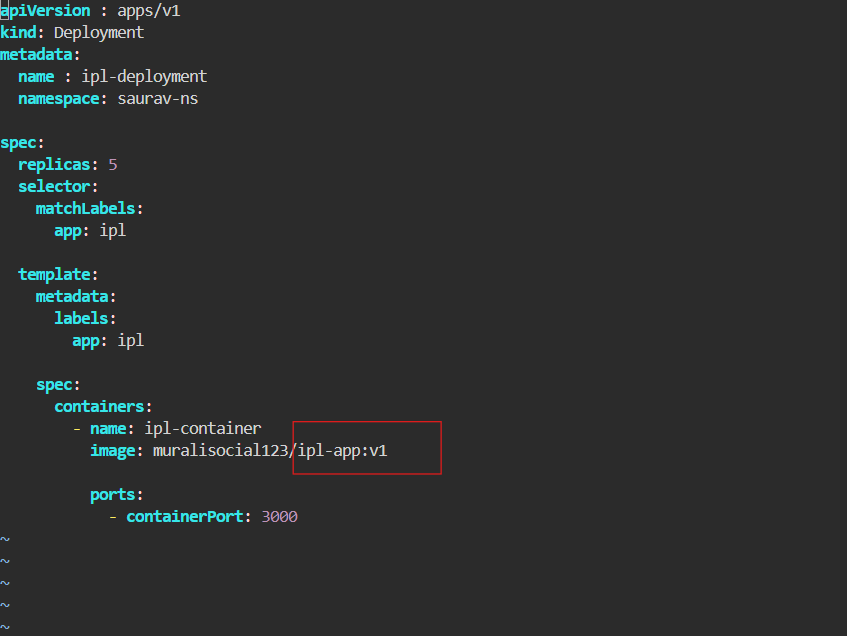 apiVersion : apps/v1
kind: Deployment
metadata:
  name : ipl-deployment
  namespace: saurav-ns

spec:
  replicas: 5
  selector:
    matchLabels:
      app: ipl

  template:
    metadata:
      labels:
        app: ipl

    spec:
      containers:
        - name: ipl-container
          image: muralisocial123/ipl-app:v1

          ports:
            - containerPort: 3000
~
~
~
~
~